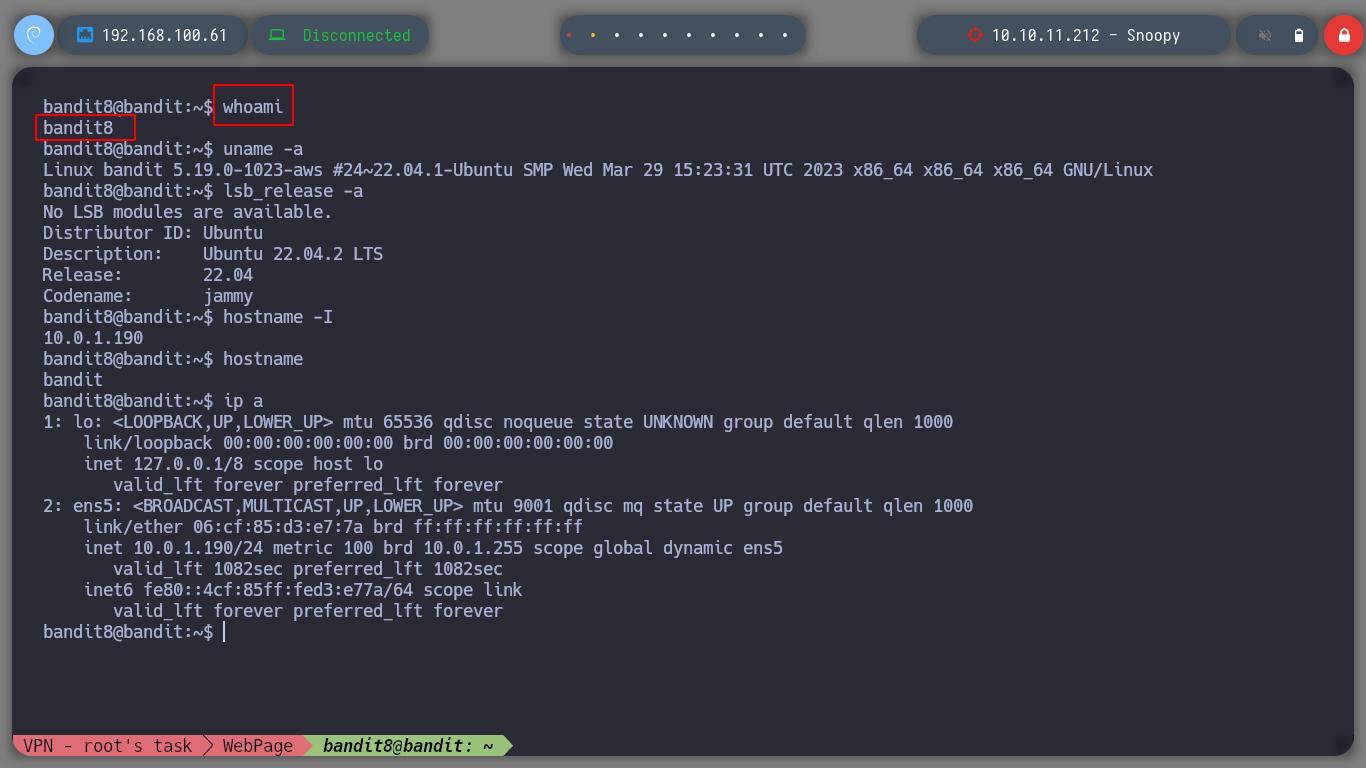 192.168.100.61 Disconnected 10.10.11.212 - Snoopy
bandit8@bandit:~$ whoami
bandit8
bandit8@bandit:~$ uname -a
Linux bandit 5.19.0-1023-aws #24~22.04.1-Ubuntu SMP Wed Mar 29 15:23:31 UTC 2023 x86_64 x86_64 x86_64 GNU/Linux
bandit8@bandit:~$ lsb_release -a
No LSB modules are available.
Distributor ID: Ubuntu
Description:    Ubuntu 22.04.2 LTS
Release:        22.04
Codename:       jammy
bandit8@bandit:~$ hostname -I
10.0.1.190
bandit8@bandit:~$ hostname
bandit
bandit8@bandit:~$ ip a
1: lo: <LOOPBACK,UP,LOWER_UP> mtu 65536 qdisc noqueue state UNKNOWN group default qlen 1000
    link/loopback 00:00:00:00:00:00 brd 00:00:00:00:00:00
    inet 127.0.0.1/8 scope host lo
       valid_lft forever preferred_lft forever
2: ens5: <BROADCAST,MULTICAST,UP,LOWER_UP> mtu 9001 qdisc mq state UP group default qlen 1000
    link/ether 06:cf:85:d3:e7:7a brd ff:ff:ff:ff:ff:ff
    inet 10.0.1.190/24 metric 100 brd 10.0.1.255 scope global dynamic ens5
       valid_lft 1082sec preferred_lft 1082sec
    inet6 fe80::4cf:85ff:fed3:e77a/64 scope link
       valid_lft forever preferred_lft forever
bandit8@bandit:~$
VPN - root's task WebPage bandit8@bandit: ~